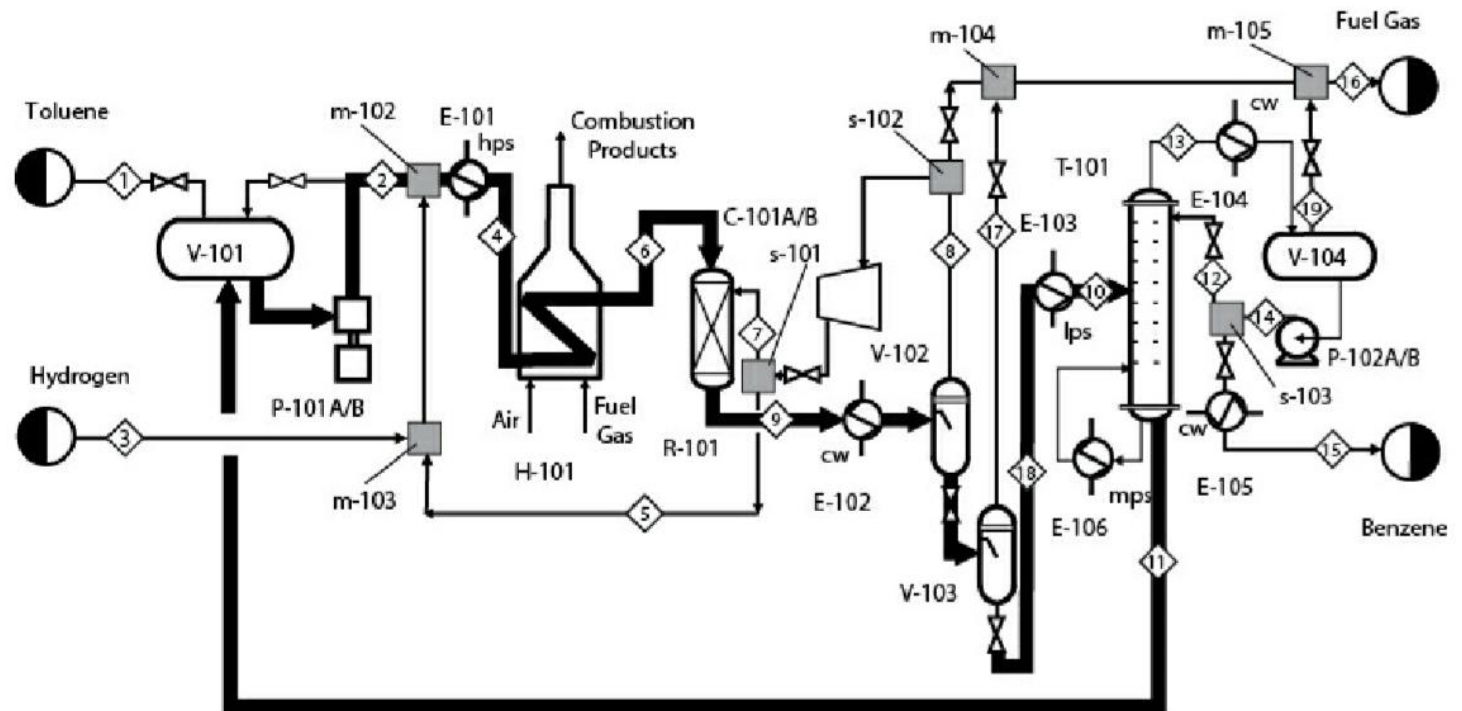 Fuel Gas
m-104
m-105
16
Toluene
m-102
E-101
hps
Combustion
Products
s-102
cw
13
T-101
1
2
E-104
19
V-101
4
6
C-101A/B
s-101
8
17
E-103
V-104
12
10
14
7
lps
P-102A/B
V-102
Hydrogen
P-101A/B
Air
Fuel
Gas
s-103
3
9
cw
15
R-101
cw
18
m-103
H-101
5
E-102
mps
E-105
E-106
Benzene
11
V-103